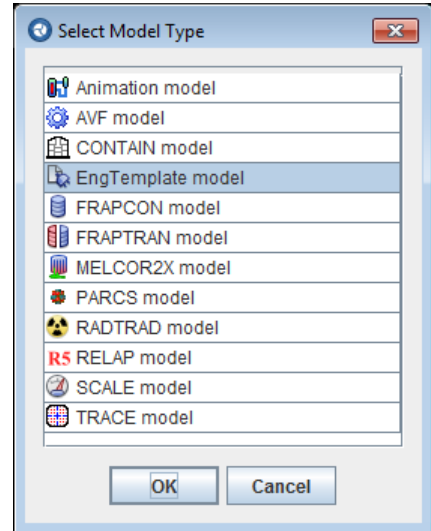 Select Model Type
Animation model
AVF model
CONTAIN model
EngTemplate model
FRAPCON model
FRAPTRAN model
MELCOR2X model
PARCS model
RADTRAD model
R5 RELAP model
SCALE model
TRACE model
OK Cancel